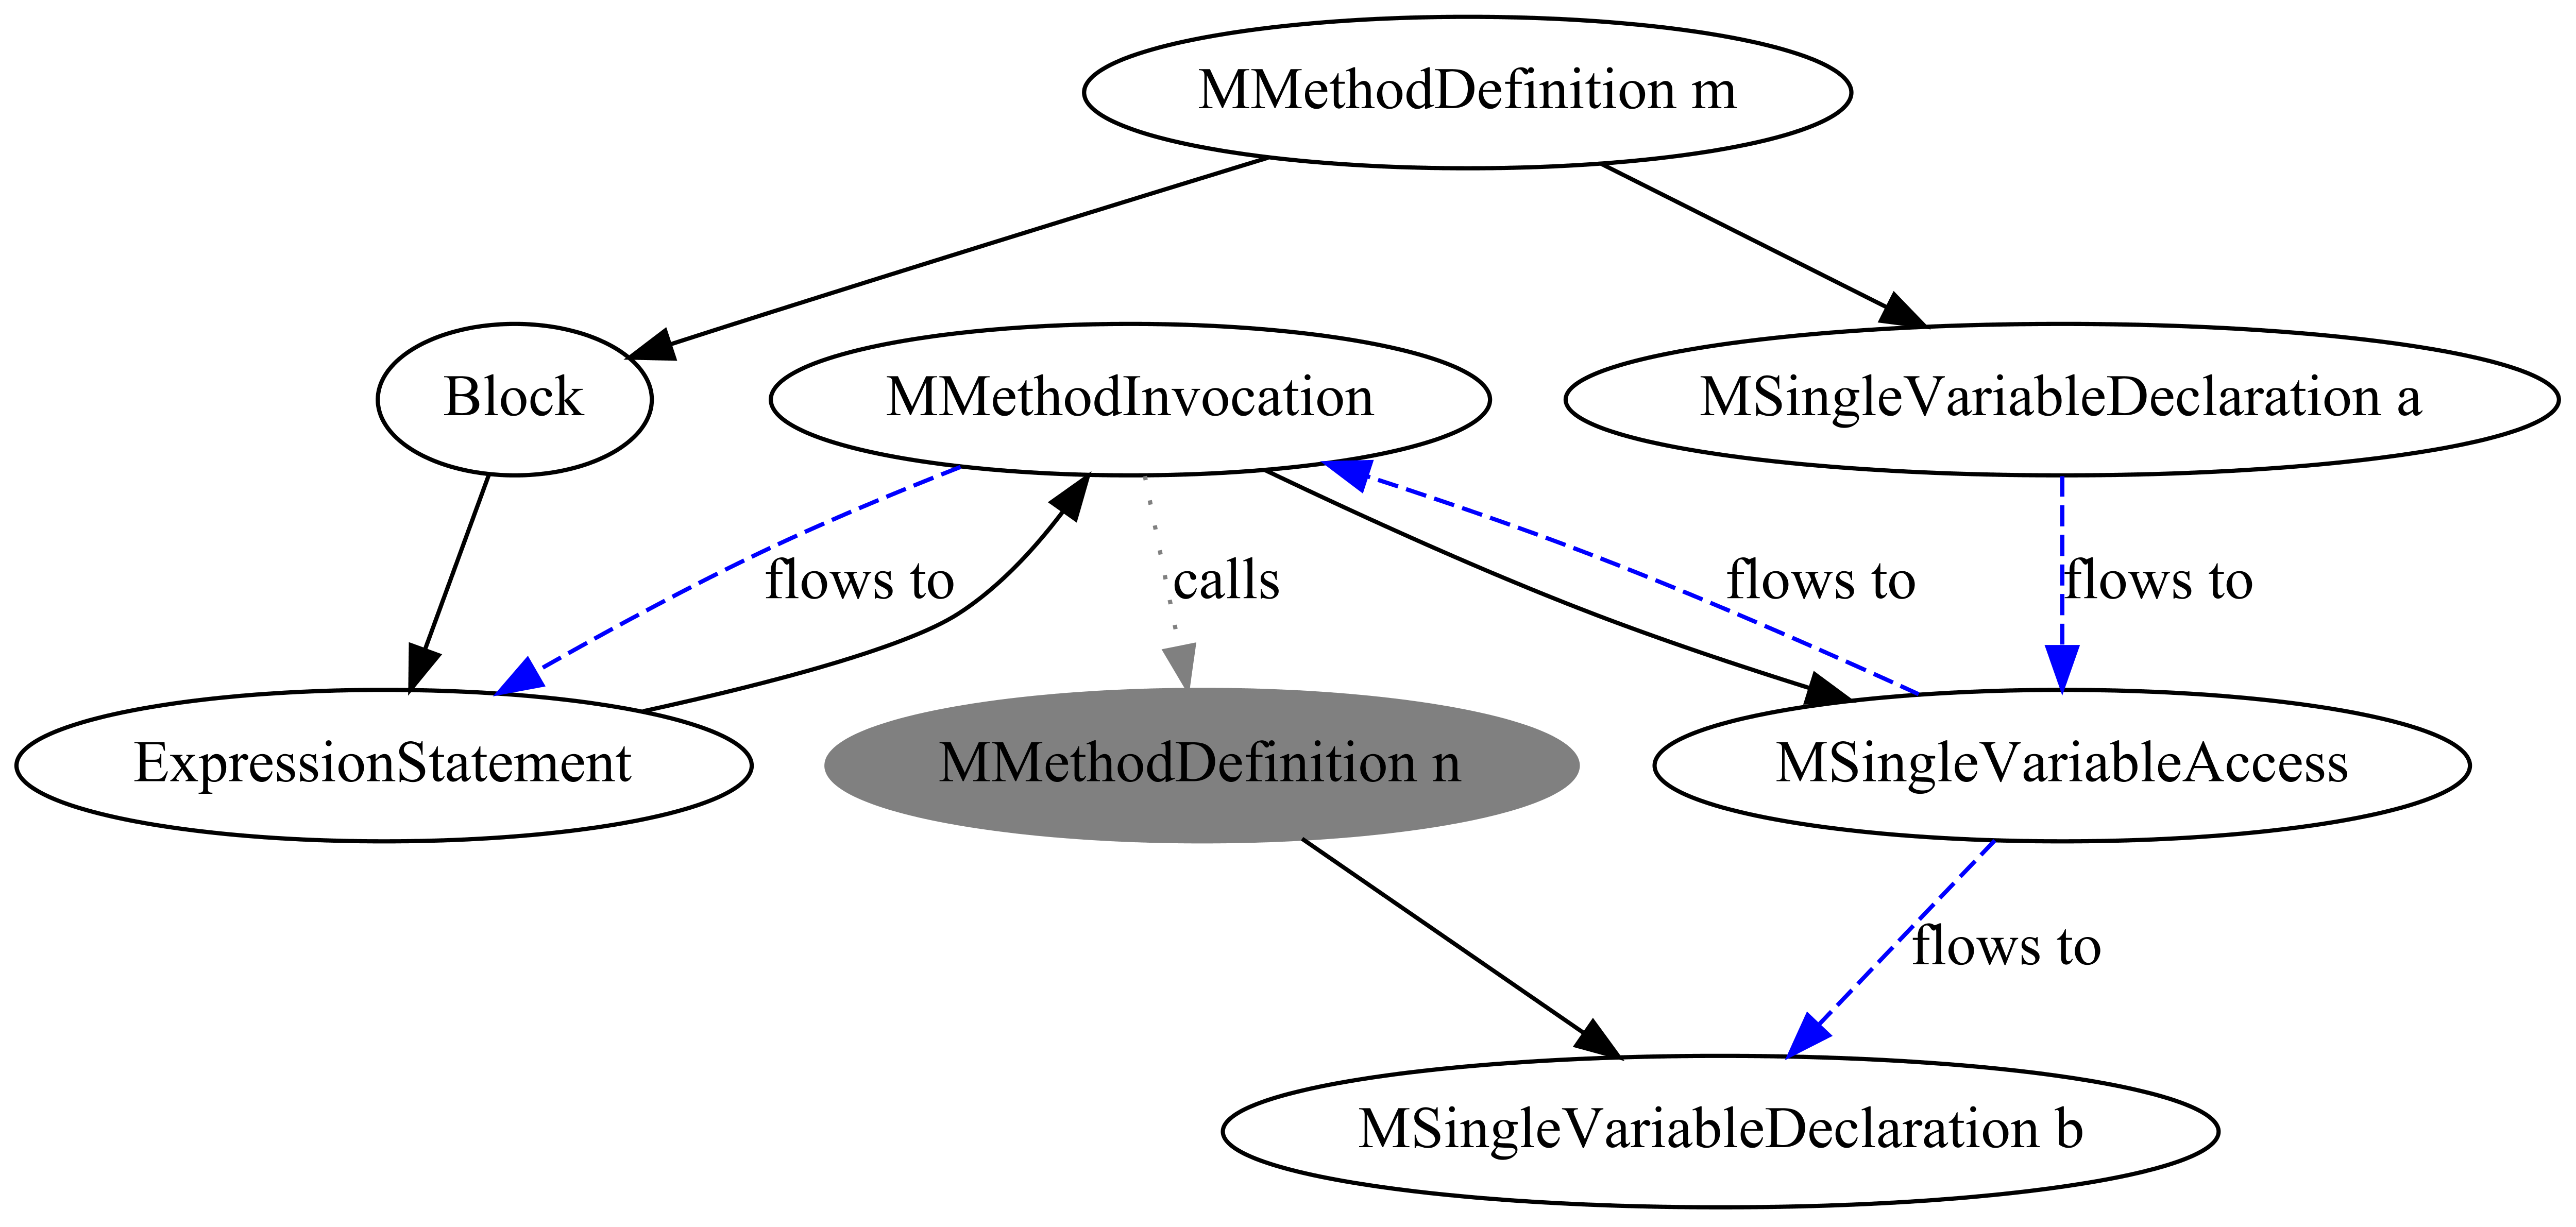 MMethodDefinition m
Block
MMethodInvocation
MSingleVariableDeclaration a
flows to
calls
flows to
flows to
ExpressionStatement
MMethodDefinition n
MSingleVariableAccess
flows to
MSingleVariableDeclaration b